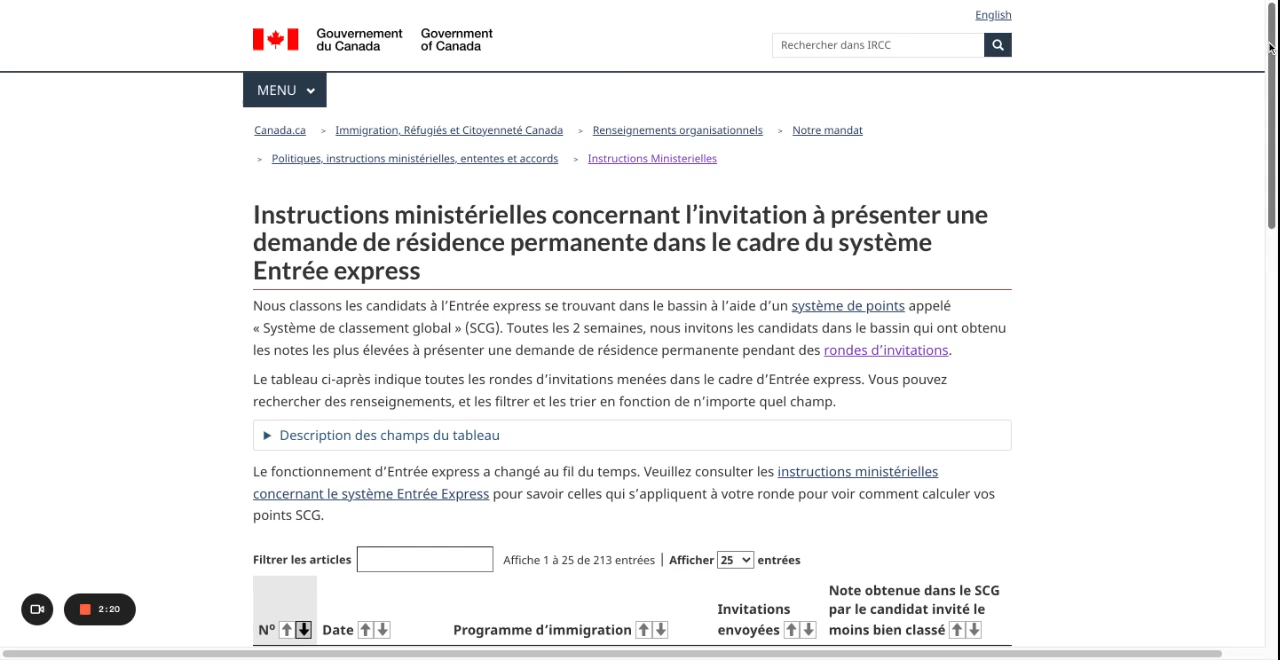 English
Gouvernement du Canada
Government of Canada
Rechercher dans IRCC
MENU
Canada.ca > Immigration, Réfugiés et Citoyenneté Canada > Renseignements organisationnels > Notre mandat
> Politiques, instructions ministérielles, ententes et accords > Instructions Ministerielles
Instructions ministérielles concernant l’invitation à présenter une
demande de résidence permanente dans le cadre du système
Entrée express
Nous classons les candidats à l’Entrée express se trouvant dans le bassin à l’aide d’un système de points appelé
« Système de classement global » (SCG). Toutes les 2 semaines, nous invitons les candidats dans le bassin qui ont obtenu
les notes les plus élevées à présenter une demande de résidence permanente pendant des rondes d’invitations.
Le tableau ci-après indique toutes les rondes d’invitations menées dans le cadre d’Entrée express. Vous pouvez
rechercher des renseignements, et les filtrer et les trier en fonction de n’importe quel champ.
Description des champs du tableau
Le fonctionnement d’Entrée express a changé au fil du temps. Veuillez consulter les instructions ministérielles
concernant le système Entrée Express pour savoir celles qui s’appliquent à votre ronde pour voir comment calculer vos
points SCG.
Filtrer les articles Affiche 1 à 25 de 213 entrées | Afficher 25 entrées
Nº
Date
Programme d’immigration
Invitations
envoyées
Note obtenue dans le SCG
par le candidat invité le
moins bien classé
2:20